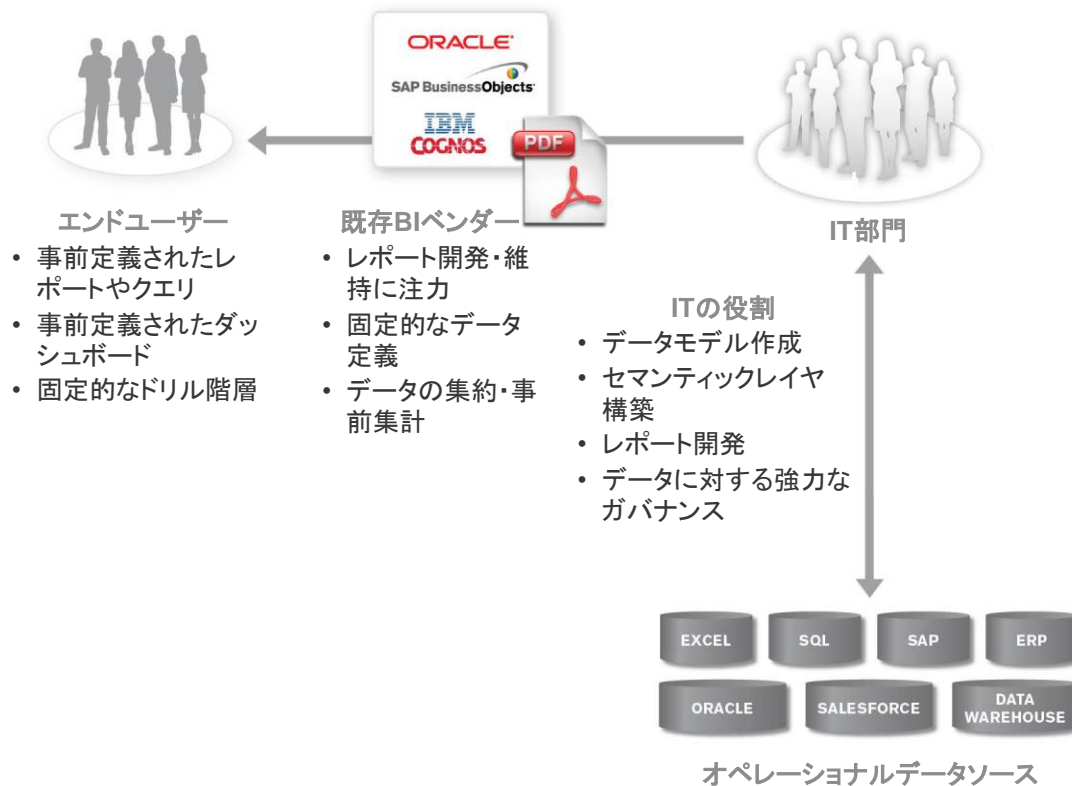 ORACLE
SAP BusinessObjects
IBM
COGNOS
PDF
エンドユーザー
• 事前定義されたレ
ポートやクエリ
• 事前定義されたダッ
シュボード
• 固定的なドリル階層
既存BIベンダー
• レポート開発・維
持に注力
• 固定的なデータ
定義
• データの集約・事
前集計
IT部門
ITの役割
• データモデル作成
• セマンティックレイヤ
構築
• レポート開発
• データに対する強力な
ガバナンス
EXCEL
SQL
SAP
ERP
ORACLE
SALESFORCE
DATA
WAREHOUSE
オペレーショナルデータソース